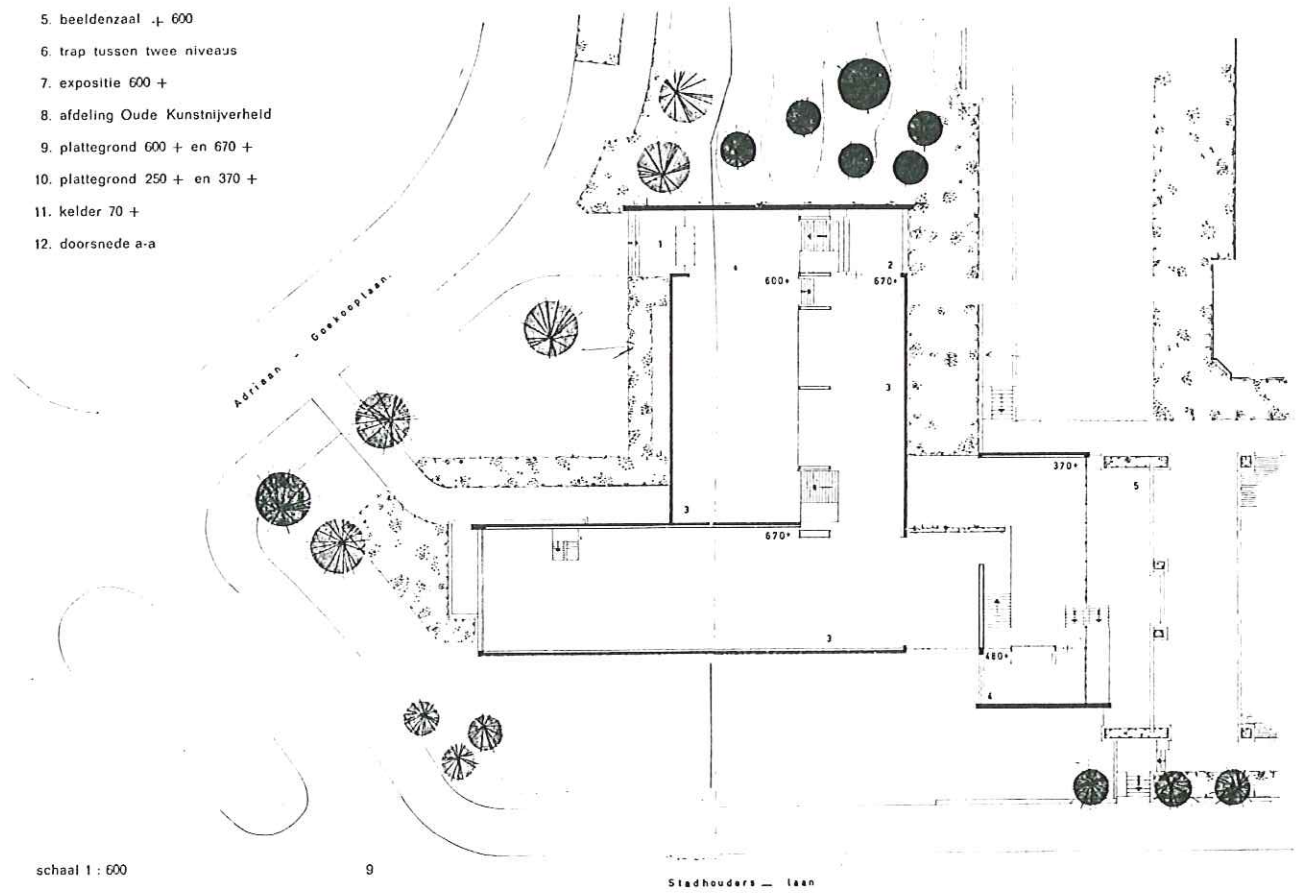 5. beeldenzaal + 600
6. trap tussen twee niveaus
7. expositie 600 +
8. afdeling Oude Kunstnijverheid
9. plattegrond 600 + en 670 +
10. plattegrond 250 + en 370 +
11. kelder 70 +
12. doorsnede a-a
Adriaan - Goekooplaan.
1
2
600+
670+
3
370+
5
3
670+
3
480+
4
schaal 1 : 600
9
Stadhouders — laan